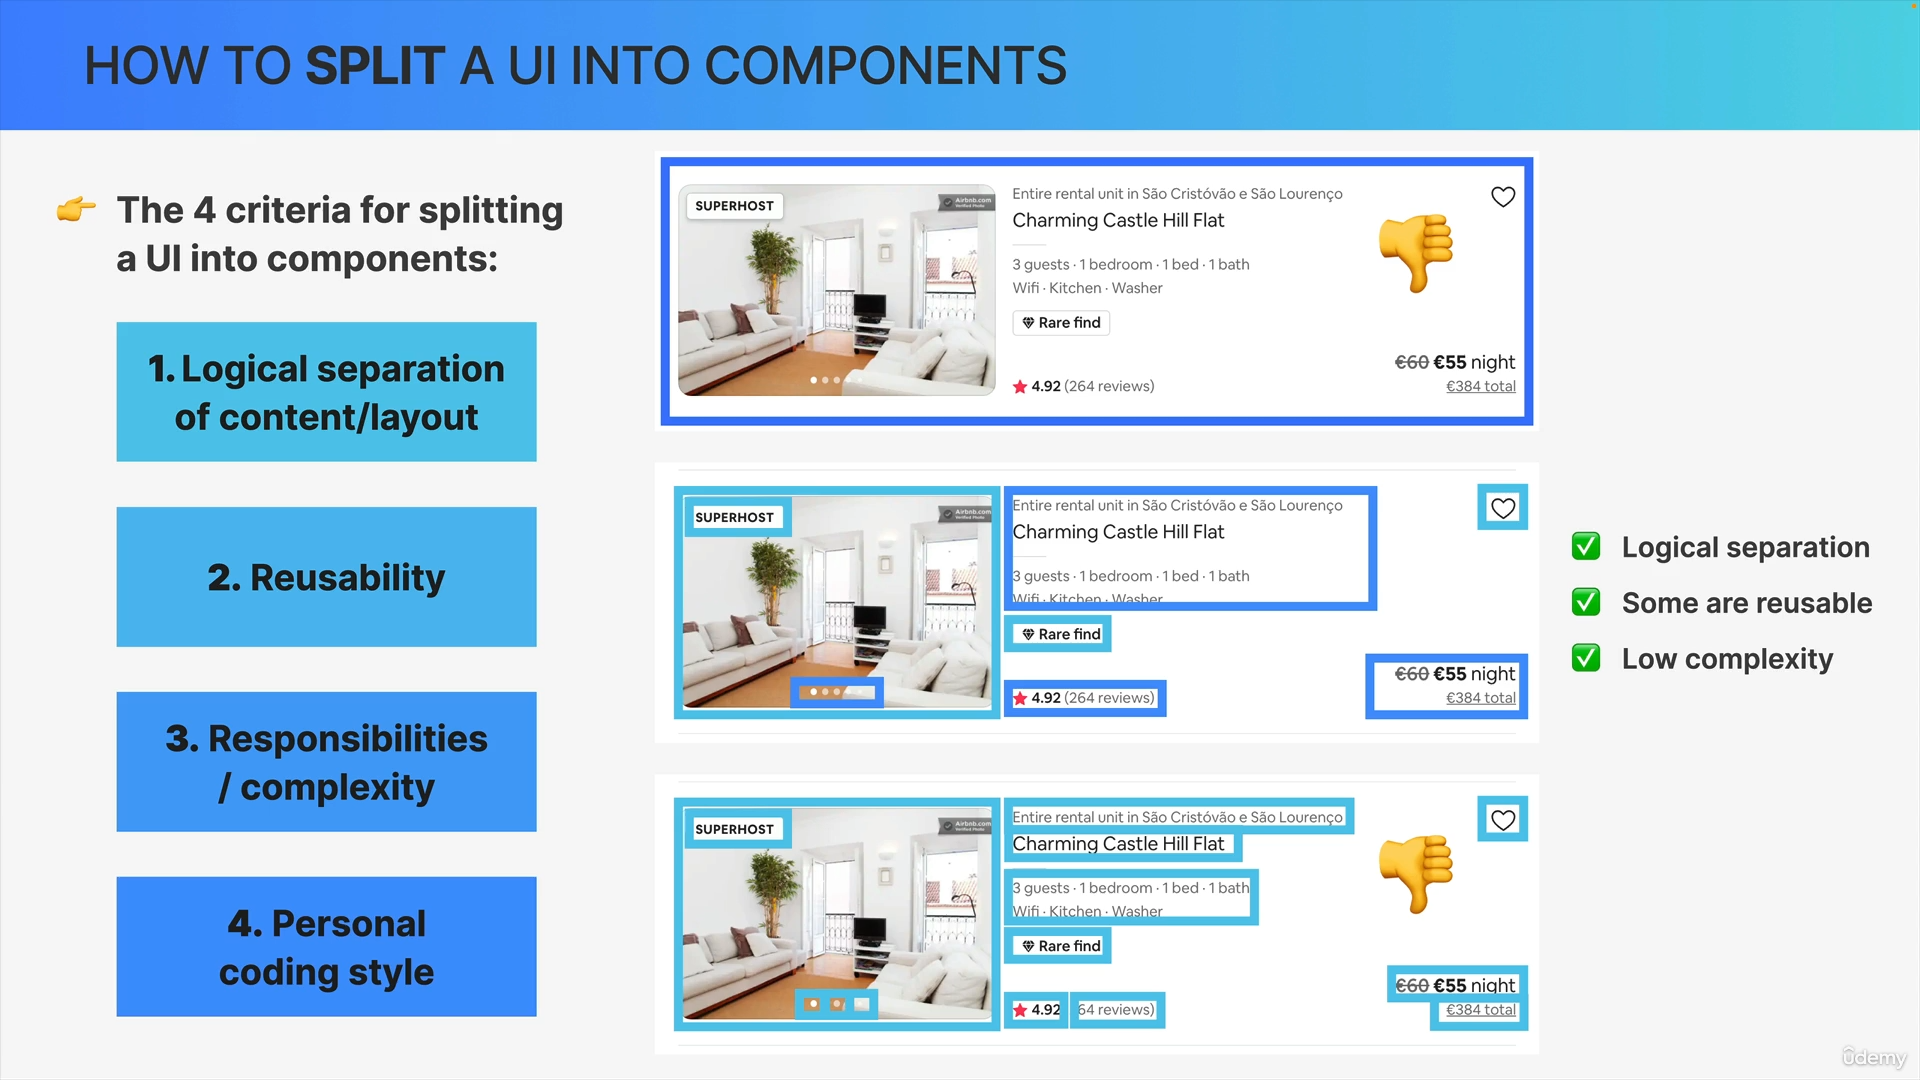 HOW TO SPLIT A UI INTO COMPONENTS
The 4 criteria for splitting
a UI into components:
1. Logical separation
of content/layout
2. Reusability
3. Responsibilities
/ complexity
4. Personal
coding style
SUPERHOST
Airbnb.com
Verified Photo
Entire rental unit in São Cristóvão e São Lourenço
Charming Castle Hill Flat
3 guests · 1 bedroom · 1 bed · 1 bath
Wifi · Kitchen · Washer
Rare find
€60 €55 night
4.92 (264 reviews)
€384 total
SUPERHOST
Airbnb.com
Verified Photo
Entire rental unit in São Cristóvão e São Lourenço
Charming Castle Hill Flat
3 guests · 1 bedroom · 1 bed · 1 bath
Wifi · Kitchen · Washer
Rare find
€60 €55 night
4.92 (264 reviews)
€384 total
Logical separation
Some are reusable
Low complexity
SUPERHOST
Airbnb.com
Verified Photo
Entire rental unit in São Cristóvão e São Lourenço
Charming Castle Hill Flat
3 guests · 1 bedroom · 1 bed · 1 bath
Wifi · Kitchen · Washer
Rare find
€60 €55 night
4.92 64 reviews)
€384 total
ûdemy